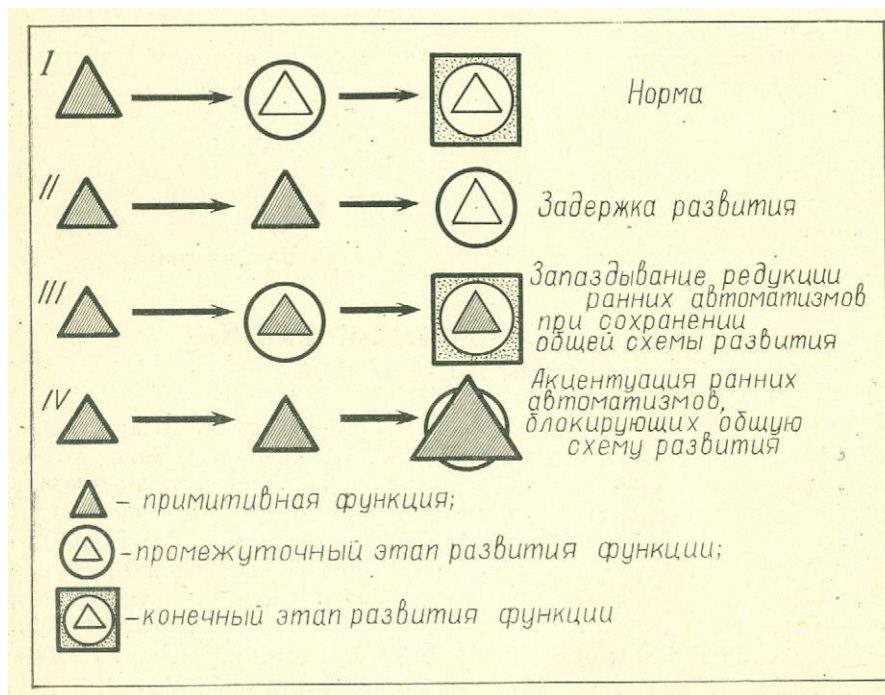 I
Норма
II
Задержка развития
III
Запаздывание редукции
ранних автоматизмов
при сохранении
общей схемы развития
IV
Акцентуация ранних
автоматизмов,
блокирующих общую
схему развития
– примитивная функция;
–промежуточный этап развития функции;
–конечный этап развития функции